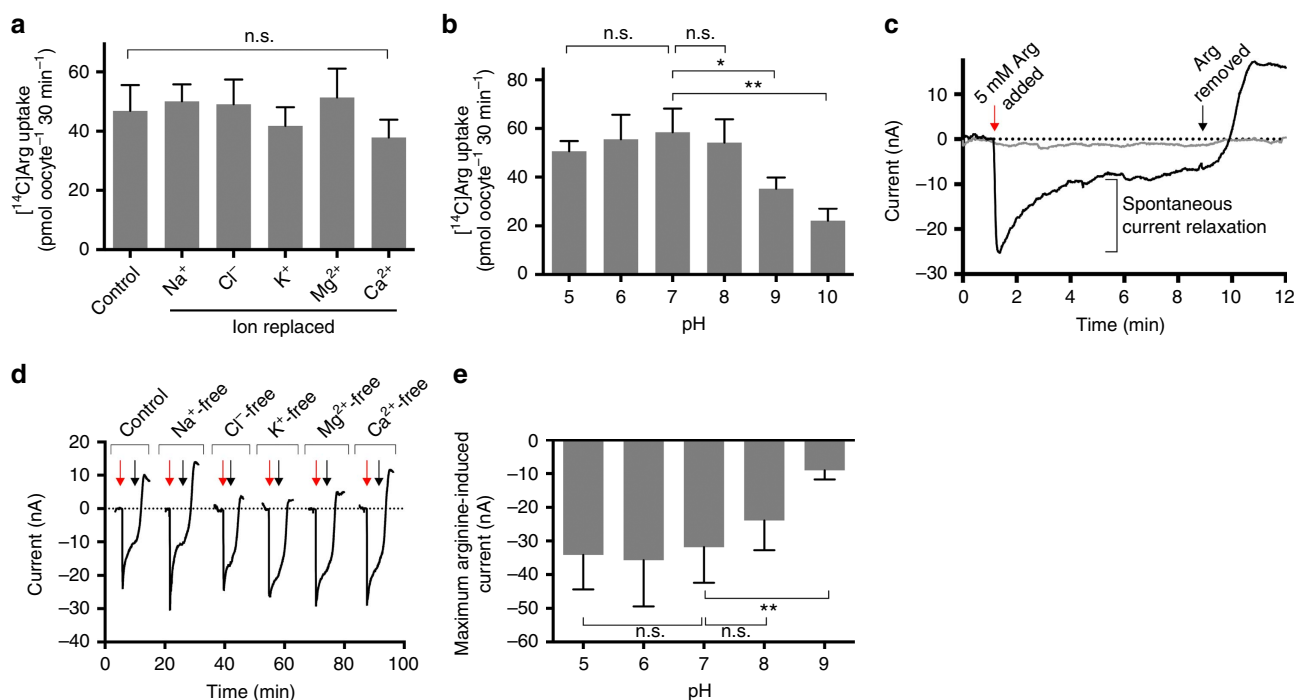 a
n.s.
[¹⁴C]Arg uptake
(pmol oocyte⁻¹ 30 min⁻¹)
60
40
20
0
Control
Na⁺
Cl⁻
K⁺
Mg²⁺
Ca²⁺
Ion replaced
b
n.s.
n.s.
*
**
[¹⁴C]Arg uptake
(pmol oocyte⁻¹ 30 min⁻¹)
80
60
40
20
0
5 6 7 8 9 10
pH
c
5 mM Arg
added
Arg
removed
Current (nA)
10
0
–10
–20
–30
Spontaneous
current relaxation
0 2 4 6 8 10 12
Time (min)
d
Control
Na⁺-free
Cl⁻-free
K⁺-free
Mg²⁺-free
Ca²⁺-free
Current (nA)
20
10
0
–10
–20
–30
–40
0 20 40 60 80 100
Time (min)
e
Maximum arginine-induced
current (nA)
0
–10
–20
–30
–40
–50
–60
**
n.s.
n.s.
5 6 7 8 9
pH